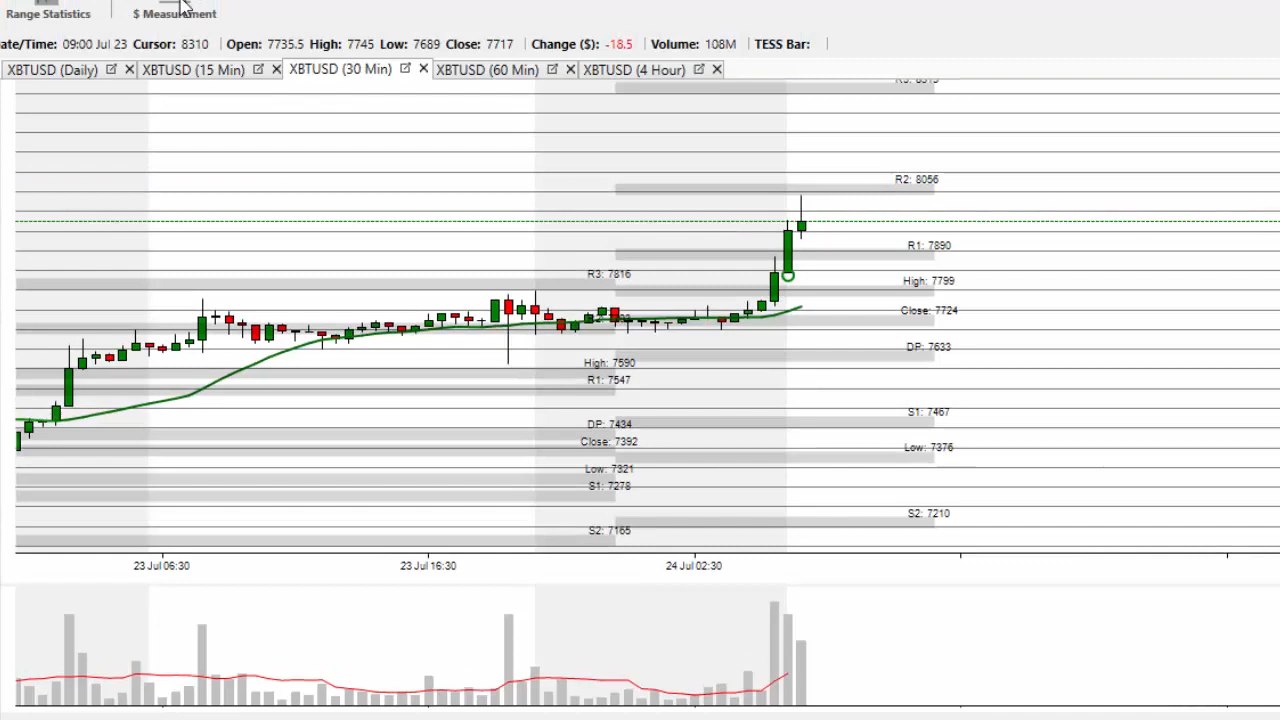 Range Statistics $ Measurement
ate/Time: 09:00 Jul 23 Cursor: 8310 Open: 7735.5 High: 7745 Low: 7689 Close: 7717 Change ($): -18.5 Volume: 108M TESS Bar:
XBTUSD (Daily) XBTUSD (15 Min) XBTUSD (30 Min) XBTUSD (60 Min) XBTUSD (4 Hour)
R2: 8056
R1: 7890
R3: 7816
High: 7799
Close: 7724
DP: 7633
High: 7590
R1: 7547
S1: 7467
DP: 7434
Close: 7392
Low: 7376
Low: 7321
S1: 7278
S2: 7210
S2: 7165
23 Jul 06:30 23 Jul 16:30 24 Jul 02:30